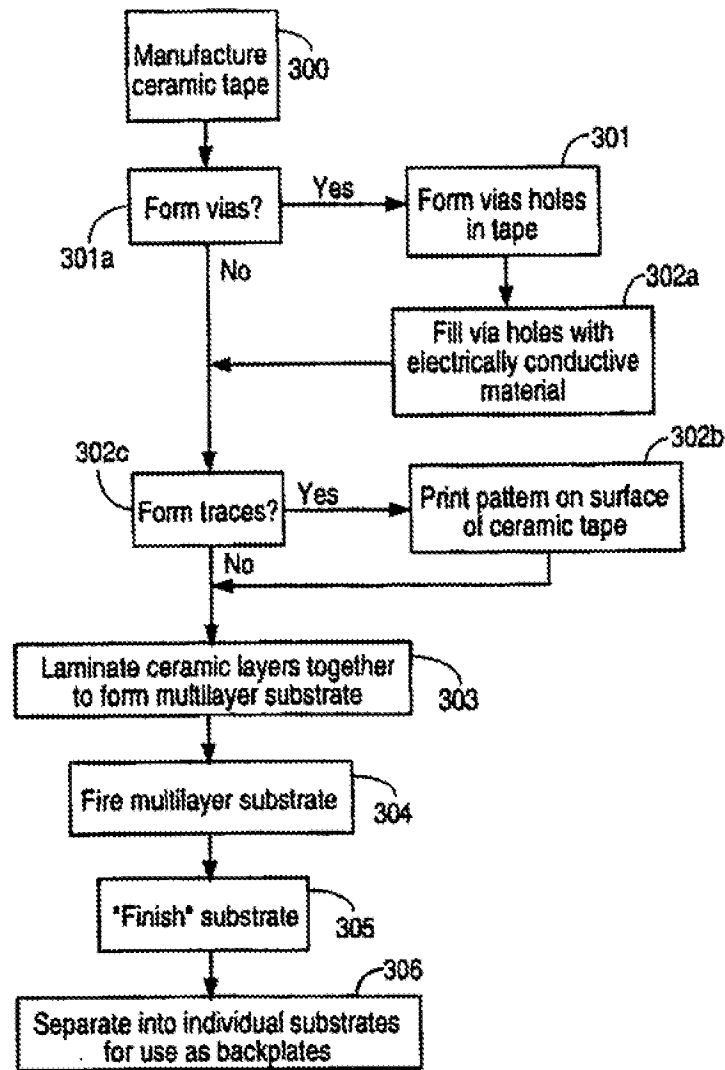 Manufacture
ceramic tape
300
Form vias?
301a
Yes
No
301
Form vias holes
in tape
302a
Fill via holes with
electrically conductive
material
302c
Form traces?
Yes
No
302b
Print pattern on surface
of ceramic tape
Laminate ceramic layers together
to form multilayer substrate
303
Fire multilayer substrate
304
"Finish" substrate
305
306
Separate into individual substrates
for use as backplates